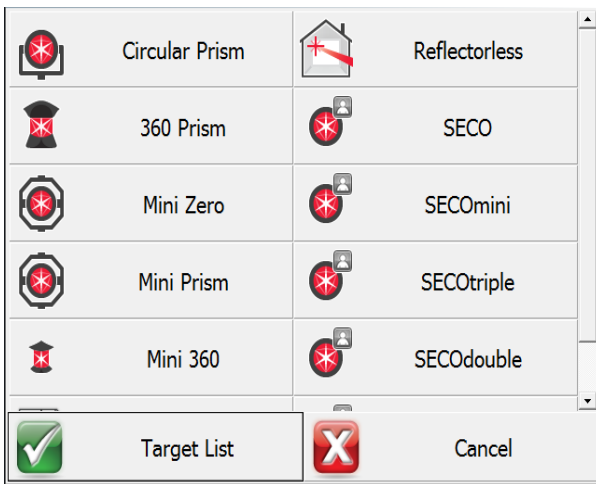 Circular Prism
Reflectorless
360 Prism
SECO
Mini Zero
SECOmini
Mini Prism
SECOtriple
Mini 360
SECOdouble
Target List
Cancel